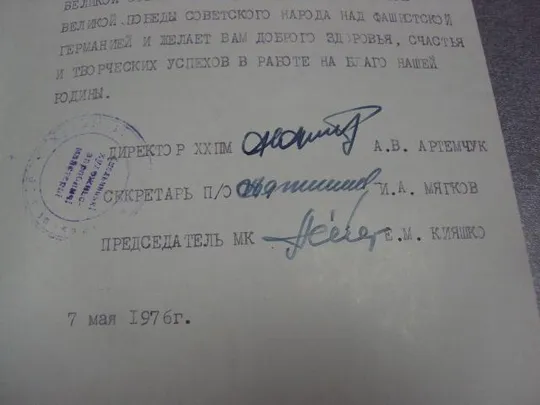 ВЕЛИКОЙ
ВЕЛИКОЙ ПОБЕДЫ СОВЕТСКОГО НАРОДА НАД ФАШИСТСКОЙ
ГЕРМАНИЕЙ И ЖЕЛАЕТ ВАМ ДОБРОГО ЗДОРОВЬЯ, СЧАСТЬЯ
И ТВОРЧЕСКИХ УСПЕХОВ В РАБОТЕ НА БЛАГО НАШЕЙ
РОДИНЫ.
ДИРЕКТОР ХХПМ А.В. АРТЕМЧУК
СЕКРЕТАРЬ П/О И.А. МЯГКОВ
ПРЕДСЕДАТЕЛЬ МК Е.М. КИЯШКО
7 мая 1976г.